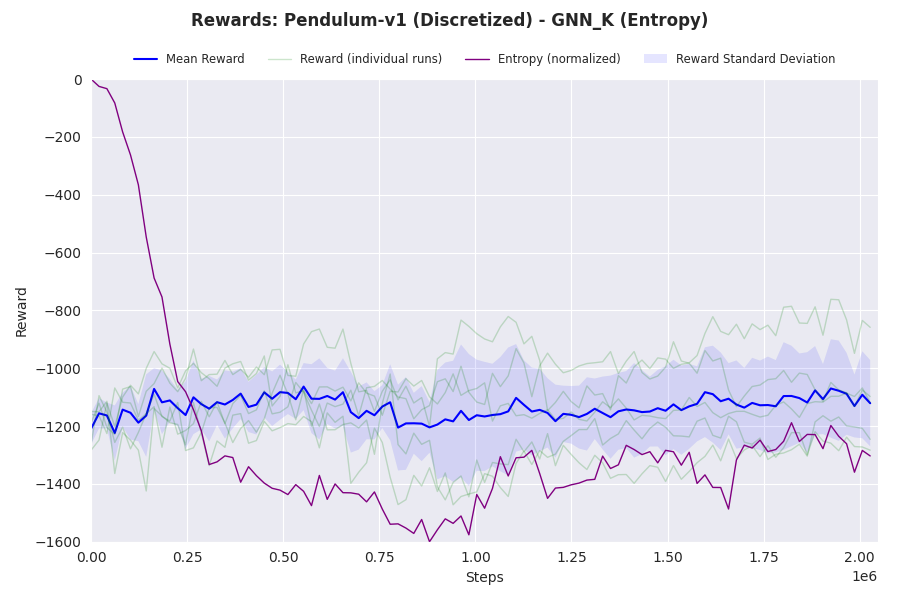 Rewards: Pendulum-v1 (Discretized) - GNN_K (Entropy)
Mean Reward Reward (individual runs) Entropy (normalized) Reward Standard Deviation
0
−200
−400
−600
−800
−1000
−1200
−1400
−1600
Reward
0.00 0.25 0.50 0.75 1.00 1.25 1.50 1.75 2.00
Steps
1e6